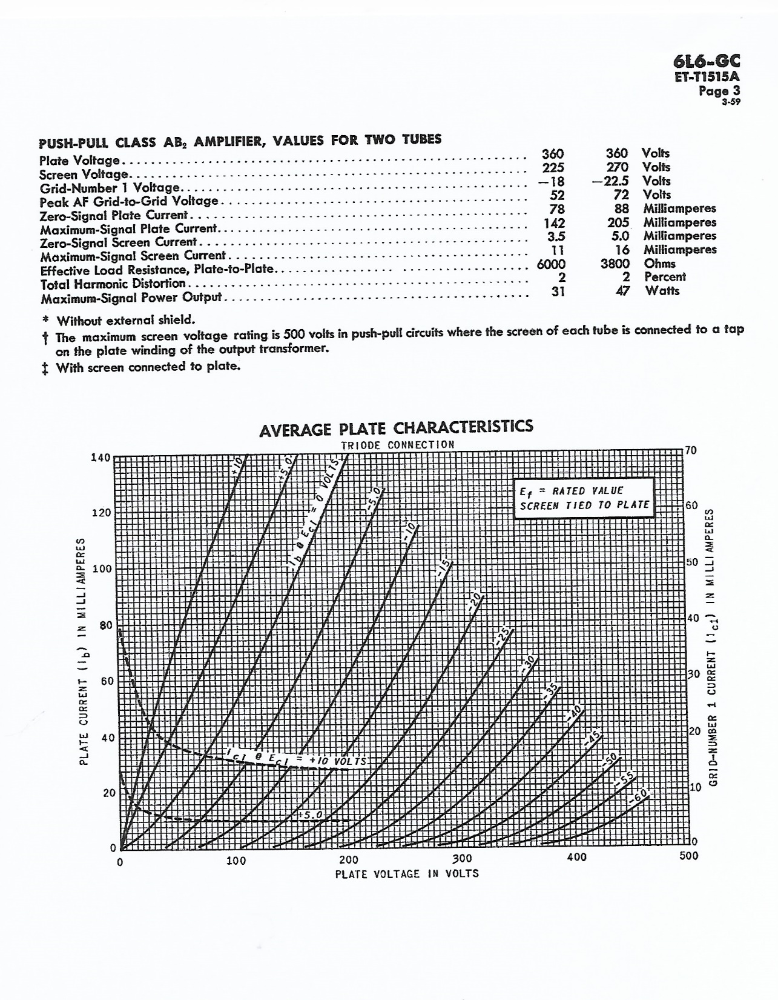 6L6-GC
ET-T1515A
Page 3
3-59
PUSH-PULL CLASS AB₂ AMPLIFIER, VALUES FOR TWO TUBES
Plate Voltage 360 360 Volts
Screen Voltage 225 270 Volts
Grid-Number 1 Voltage —18 —22.5 Volts
Peak AF Grid-to-Grid Voltage 52 72 Volts
Zero-Signal Plate Current 78 88 Milliamperes
Maximum-Signal Plate Current 142 205 Milliamperes
Zero-Signal Screen Current 3.5 5.0 Milliamperes
Maximum-Signal Screen Current 11 16 Milliamperes
Effective Load Resistance, Plate-to-Plate 6000 3800 Ohms
Total Harmonic Distortion 2 2 Percent
Maximum-Signal Power Output 31 47 Watts
* Without external shield.
† The maximum screen voltage rating is 500 volts in push-pull circuits where the screen of each tube is connected to a tap
on the plate winding of the output transformer.
‡ With screen connected to plate.
AVERAGE PLATE CHARACTERISTICS
TRIODE CONNECTION
Ef = RATED VALUE
SCREEN TIED TO PLATE
PLATE CURRENT (Ib) IN MILLIAMPERES
140
120
100
80
60
40
20
0
+10
+5.0
Ib @ Ec1 = 0 VOLTS
-5.0
-10
-15
-20
-25
-30
-35
-40
-45
-50
-55
-60
Ic1 @ Ec1 = +10 VOLTS
+5.0
70
60
50
40
30
20
10
0
GRID-NUMBER 1 CURRENT (Ic1) IN MILLIAMPERES
0 100 200 300 400 500
PLATE VOLTAGE IN VOLTS